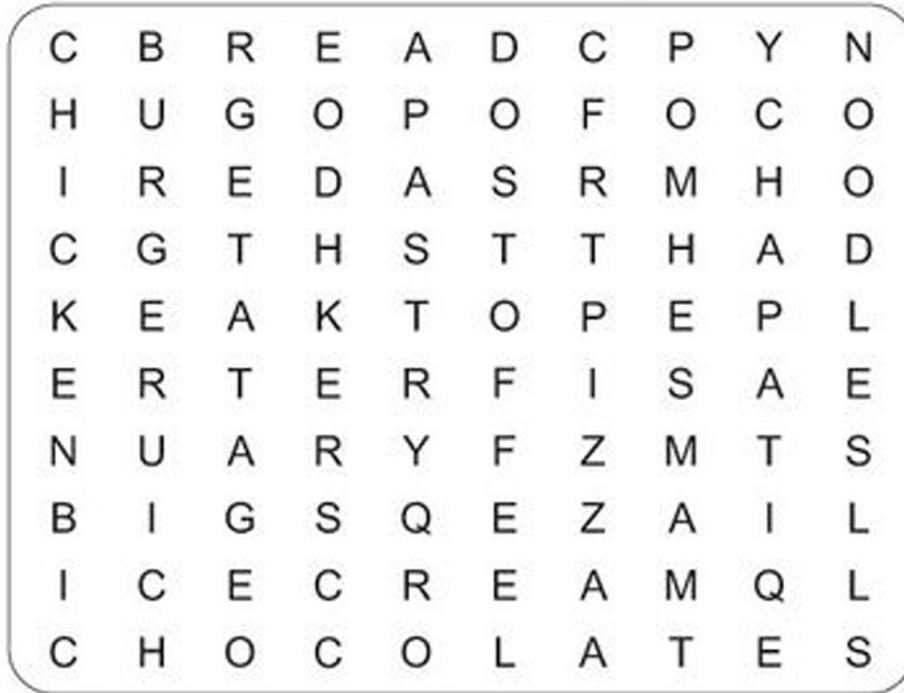 C B R E A D C P Y N
H U G O P O F O C O
I R E D A S R M H O
C G T H S T T H A D
K E A K T O P E P L
E R T E R F I S A E
N U A R Y F Z M T S
B I G S Q E Z A I L
I C E C R E A M Q L
C H O C O L A T E S